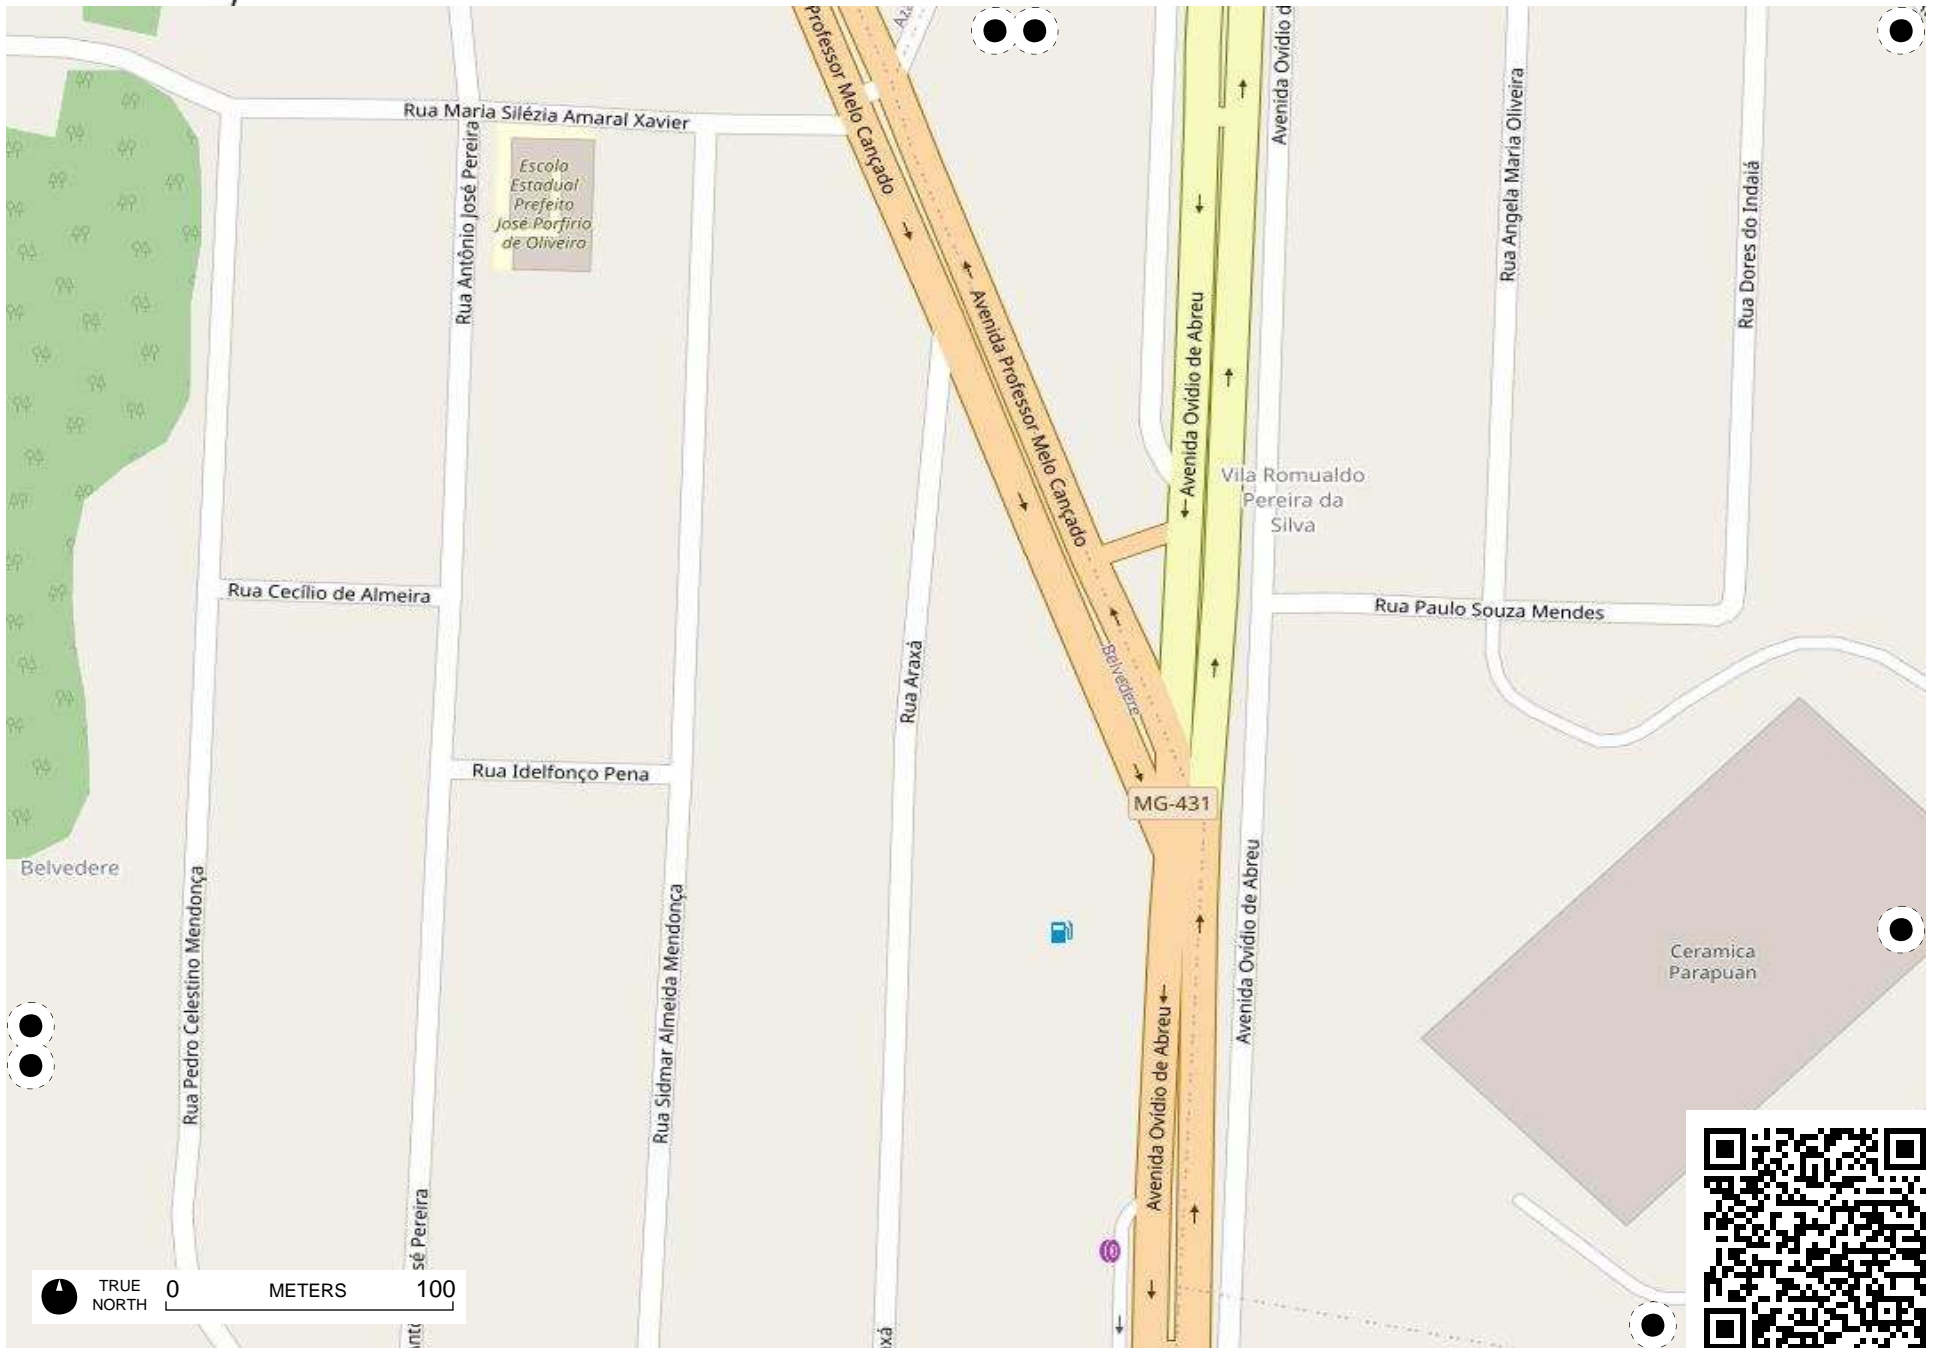 Professor Melo Cançado
Avenida Ovídio d
Rua Maria Silézia Amaral Xavier
Rua Antônio José Pereira
Escola
Estadual
Prefeito
José Porfírio
de Oliveira
Rua Angela Maria Oliveira
Rua Dores do Indaiá
Avenida Professor Melo Cançado
Avenida Ovídio de Abreu
Vila Romualdo
Pereira da
Silva
Rua Cecílio de Almeira
Rua Paulo Souza Mendes
Rua Araxá
Belvedere
Rua Idelfonço Pena
MG-431
Belvedere
Rua Pedro Celestino Mendonça
Rua Sidmar Almeida Mendonça
Avenida Ovídio de Abreu
Ceramica
Parapuan
Avenida Ovídio de Abreu
sé Pereira
Antô
xá
TRUE
NORTH
0 METERS 100